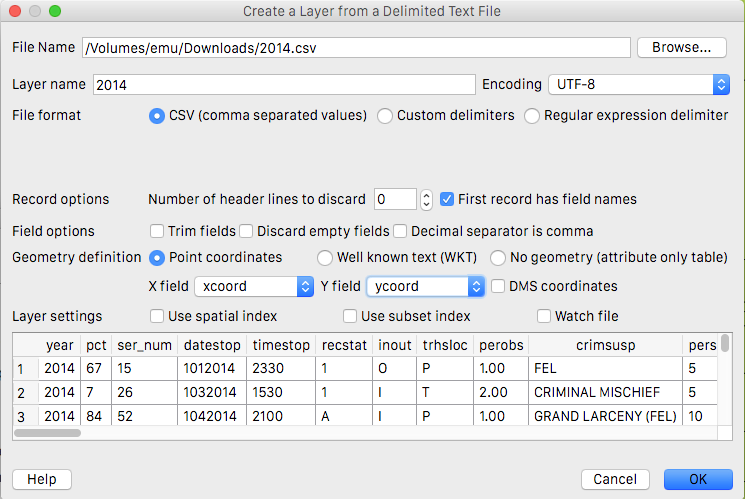 Create a Layer from a Delimited Text File
File Name /Volumes/emu/Downloads/2014.csv Browse...
Layer name 2014 Encoding UTF-8
File format CSV (comma separated values) Custom delimiters Regular expression delimiter
Record options Number of header lines to discard 0 First record has field names
Field options Trim fields Discard empty fields Decimal separator is comma
Geometry definition Point coordinates Well known text (WKT) No geometry (attribute only table)
X field xcoord Y field ycoord DMS coordinates
Layer settings Use spatial index Use subset index Watch file
year pct ser_num datestop timestop recstat inout trhsloc perobs crimsusp pers
1 2014 67 15 1012014 2330 1 O P 1.00 FEL 5
2 2014 7 26 1032014 1530 1 I T 2.00 CRIMINAL MISCHIEF 5
3 2014 84 52 1042014 2100 A I P 1.00 GRAND LARCENY (FEL) 10
Help Cancel OK